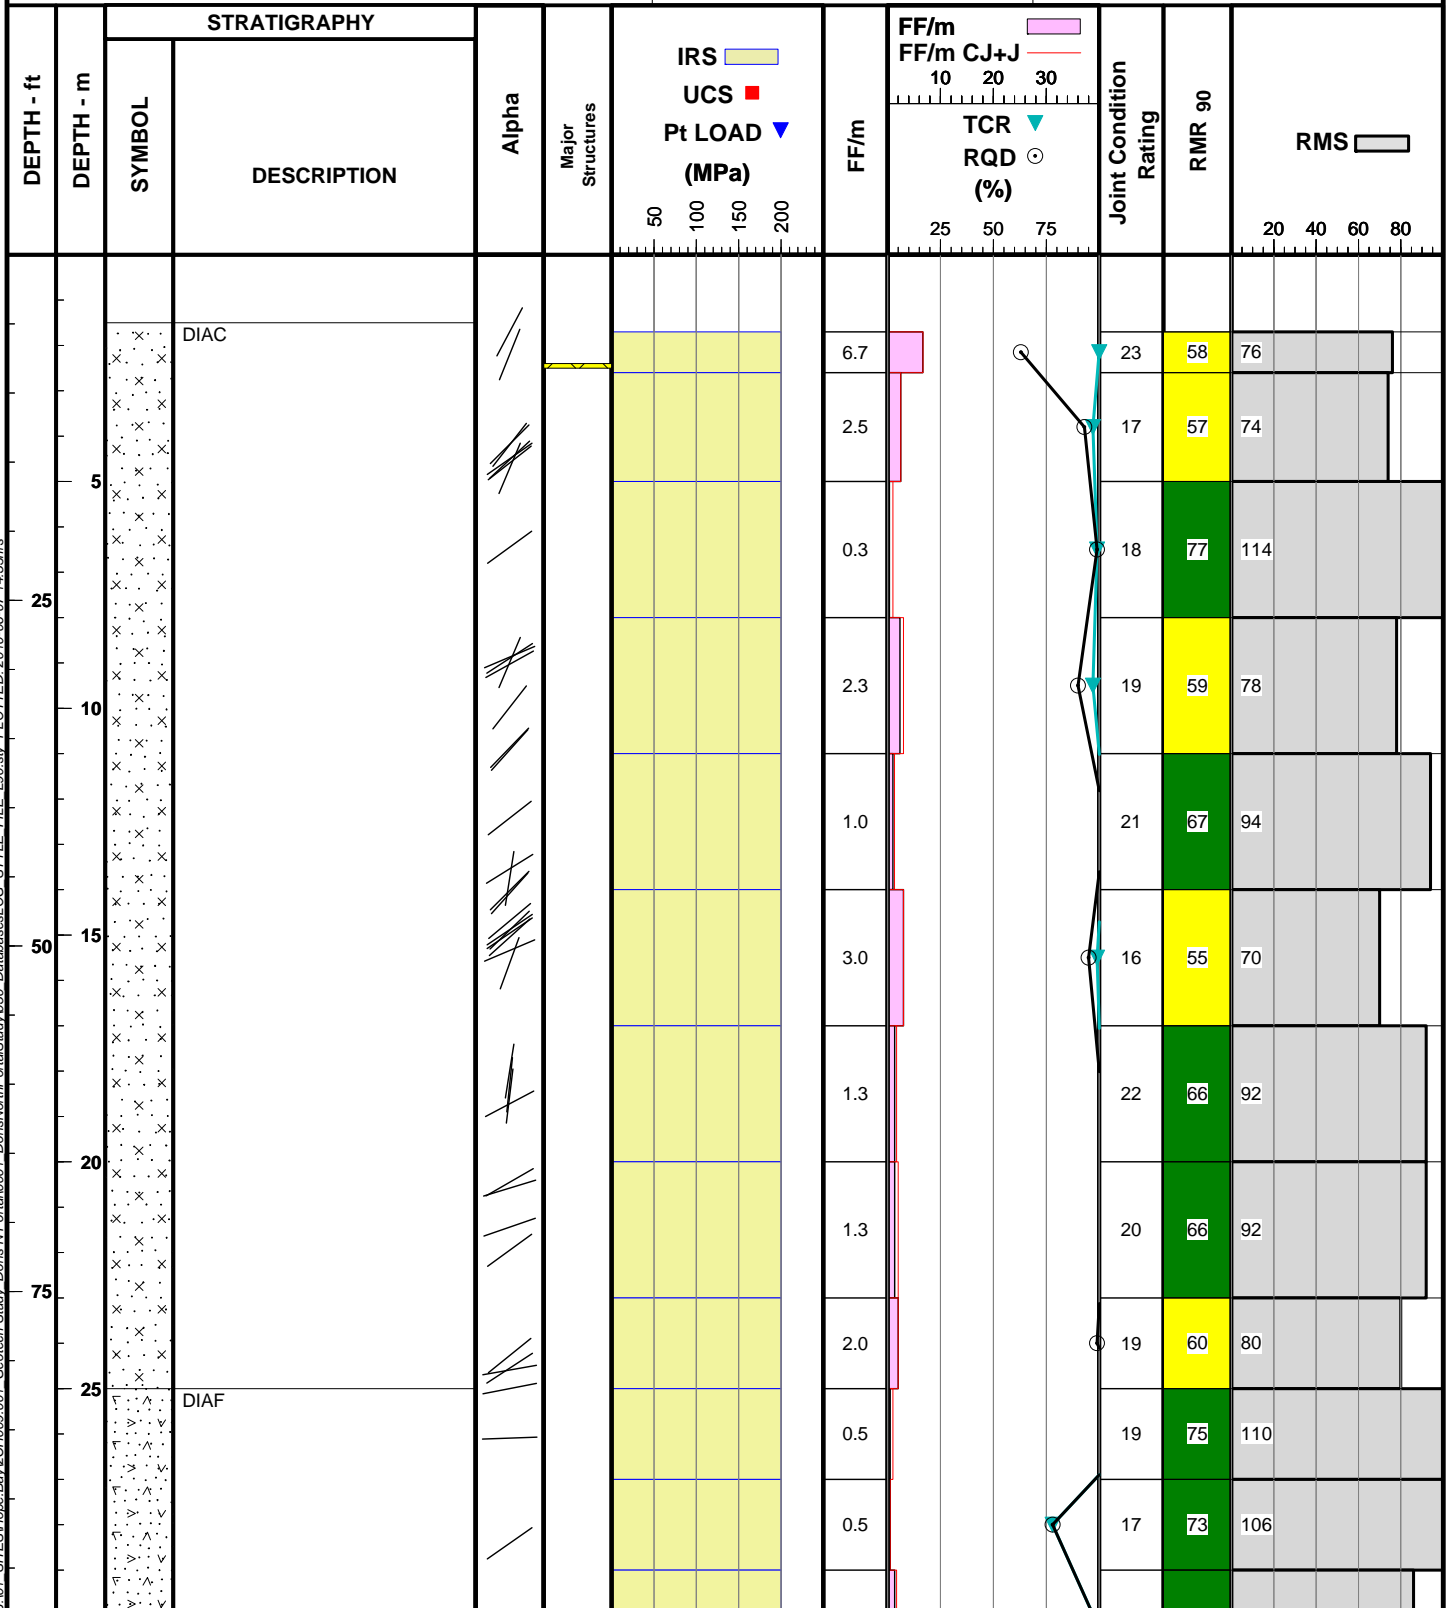 STRATIGRAPHY
DEPTH - ft
DEPTH - m
SYMBOL
DESCRIPTION
Alpha
Major
Structures
IRS
UCS
Pt LOAD
(MPa)
50 100 150 200
FF/m
FF/m
FF/m CJ+J
10 20 30
TCR
RQD
(%)
25 50 75
Joint Condition
Rating
RMR 90
RMS
20 40 60 80
DIAC
6.7 23 58 76
2.5 17 57 74
5
0.3 18 77 114
25
2.3 19 59 78
10
1.0 21 67 94
15
50
3.0 16 55 70
1.3 22 66 92
20
1.3 20 66 92
75
2.0 19 60 80
25
DIAF
0.5 19 75 110
0.5 17 73 106